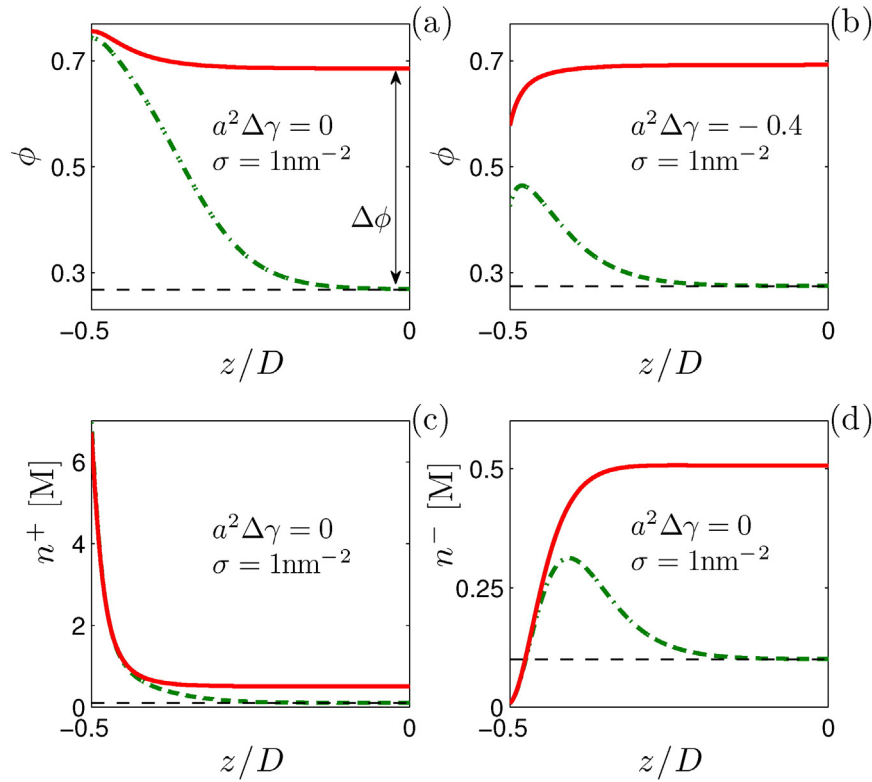 (a)
0.7
0.5
0.3
ϕ
a²Δγ = 0
σ = 1nm⁻²
Δϕ
−0.5
0
z/D
(b)
0.7
0.5
0.3
ϕ
a²Δγ = − 0.4
σ = 1nm⁻²
−0.5
0
z/D
(c)
6
4
2
0
n⁺ [M]
a²Δγ = 0
σ = 1nm⁻²
−0.5
0
z/D
(d)
0.5
0.25
0
n⁻ [M]
a²Δγ = 0
σ = 1nm⁻²
−0.5
0
z/D